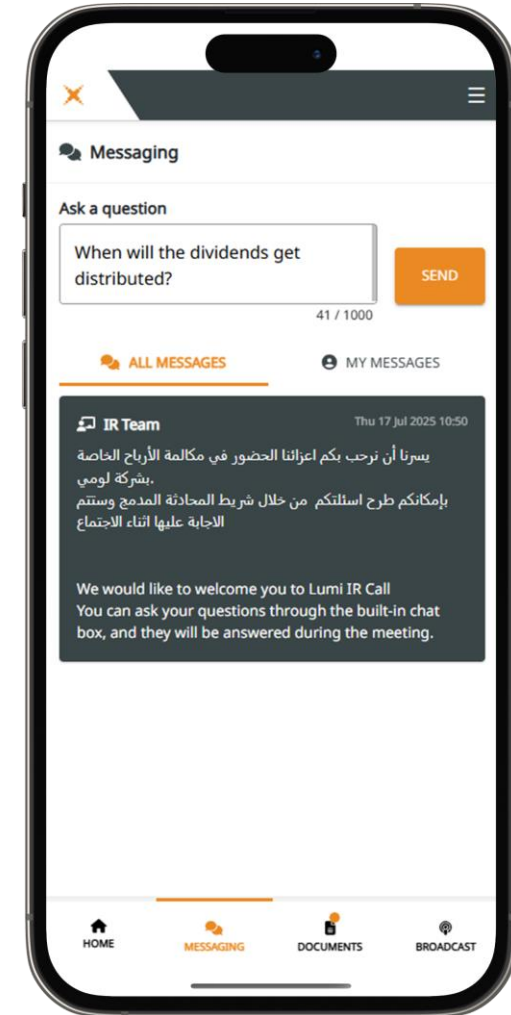 Messaging
Ask a question
When will the dividends get
distributed?
SEND
41 / 1000
ALL MESSAGES
MY MESSAGES
IR Team
Thu 17 Jul 2025 10:50
يسرنا أن نرحب بكم اعزائنا الحضور في مكالمة الأرباح الخاصة
بشركة لومي.
بإمكانكم طرح اسئلتكم من خلال شريط المحادثة المدمج وستتم
الاجابة عليها اثناء الاجتماع
We would like to welcome you to Lumi IR Call
You can ask your questions through the built-in chat
box, and they will be answered during the meeting.
HOME
MESSAGING
DOCUMENTS
BROADCAST